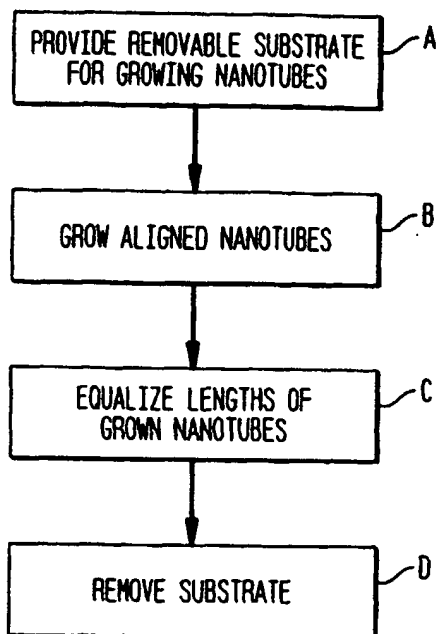 PROVIDE REMOVABLE SUBSTRATE
FOR GROWING NANOTUBES
A
GROW ALIGNED NANOTUBES
B
EQUALIZE LENGTHS OF
GROWN NANOTUBES
C
REMOVE SUBSTRATE
D